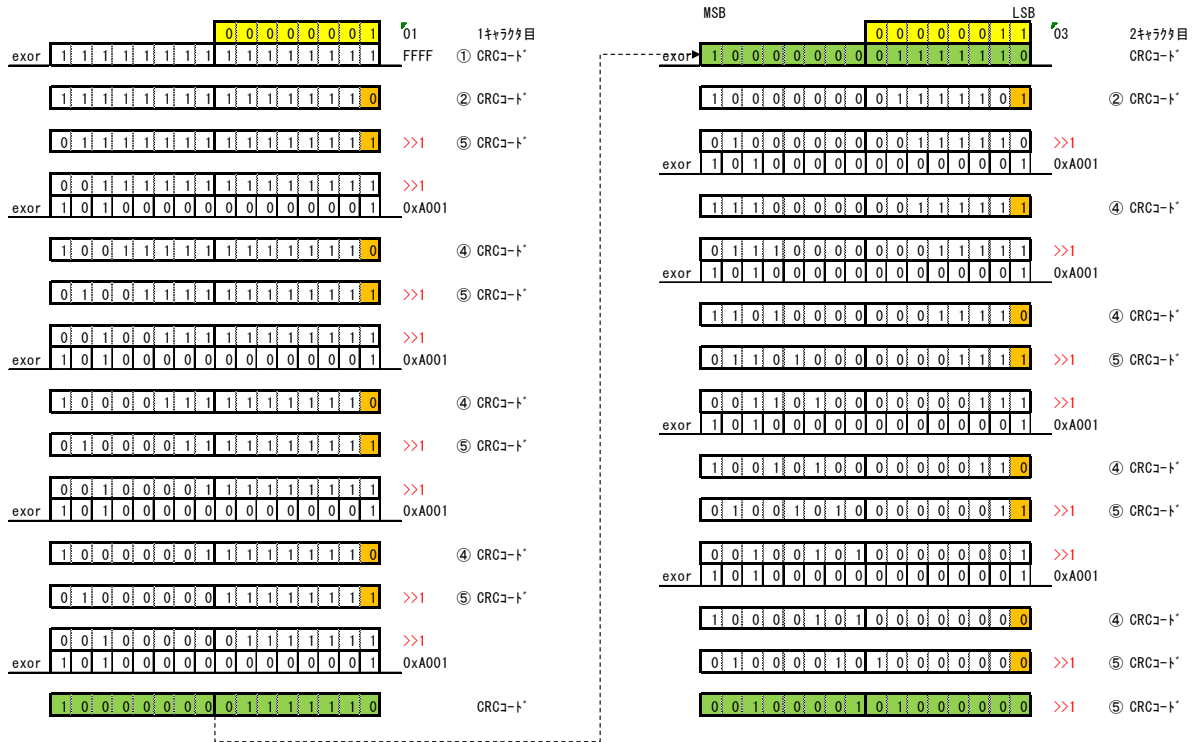 0 0 0 0 0 0 0 1 01 1ｷｬﾗｸﾀ目
exor 1 1 1 1 1 1 1 1 1 1 1 1 1 1 1 1 FFFF ① CRCｺｰﾄﾞ
1 1 1 1 1 1 1 1 1 1 1 1 1 1 1 0 ② CRCｺｰﾄﾞ
0 1 1 1 1 1 1 1 1 1 1 1 1 1 1 1 >>1 ⑤ CRCｺｰﾄﾞ
0 0 1 1 1 1 1 1 1 1 1 1 1 1 1 1 >>1
exor 1 0 1 0 0 0 0 0 0 0 0 0 0 0 0 1 0xA001
1 0 0 1 1 1 1 1 1 1 1 1 1 1 1 0 ④ CRCｺｰﾄﾞ
0 1 0 0 1 1 1 1 1 1 1 1 1 1 1 1 >>1 ⑤ CRCｺｰﾄﾞ
0 0 1 0 0 1 1 1 1 1 1 1 1 1 1 1 >>1
exor 1 0 1 0 0 0 0 0 0 0 0 0 0 0 0 1 0xA001
1 0 0 0 0 1 1 1 1 1 1 1 1 1 1 0 ④ CRCｺｰﾄﾞ
0 1 0 0 0 0 1 1 1 1 1 1 1 1 1 1 >>1 ⑤ CRCｺｰﾄﾞ
0 0 1 0 0 0 0 1 1 1 1 1 1 1 1 1 >>1
exor 1 0 1 0 0 0 0 0 0 0 0 0 0 0 0 1 0xA001
1 0 0 0 0 0 0 1 1 1 1 1 1 1 1 0 ④ CRCｺｰﾄﾞ
0 1 0 0 0 0 0 0 1 1 1 1 1 1 1 1 >>1 ⑤ CRCｺｰﾄﾞ
0 0 1 0 0 0 0 0 0 1 1 1 1 1 1 1 >>1
exor 1 0 1 0 0 0 0 0 0 0 0 0 0 0 0 1 0xA001
1 0 0 0 0 0 0 0 0 1 1 1 1 1 1 0 CRCｺｰﾄﾞ
MSB LSB
0 0 0 0 0 0 1 1 03 2ｷｬﾗｸﾀ目
exor 1 0 0 0 0 0 0 0 0 1 1 1 1 1 1 0 CRCｺｰﾄﾞ
1 0 0 0 0 0 0 0 0 1 1 1 1 1 0 1 ② CRCｺｰﾄﾞ
0 1 0 0 0 0 0 0 0 0 1 1 1 1 1 0 >>1
exor 1 0 1 0 0 0 0 0 0 0 0 0 0 0 0 1 0xA001
1 1 1 0 0 0 0 0 0 0 1 1 1 1 1 1 ④ CRCｺｰﾄﾞ
0 1 1 1 0 0 0 0 0 0 0 1 1 1 1 1 >>1
exor 1 0 1 0 0 0 0 0 0 0 0 0 0 0 0 1 0xA001
1 1 0 1 0 0 0 0 0 0 0 1 1 1 1 0 ④ CRCｺｰﾄﾞ
0 1 1 0 1 0 0 0 0 0 0 0 1 1 1 1 >>1 ⑤ CRCｺｰﾄﾞ
0 0 1 1 0 1 0 0 0 0 0 0 0 1 1 1 >>1
exor 1 0 1 0 0 0 0 0 0 0 0 0 0 0 0 1 0xA001
1 0 0 1 0 1 0 0 0 0 0 0 0 1 1 0 ④ CRCｺｰﾄﾞ
0 1 0 0 1 0 1 0 0 0 0 0 0 0 1 1 >>1 ⑤ CRCｺｰﾄﾞ
0 0 1 0 0 1 0 1 0 0 0 0 0 0 0 1 >>1
exor 1 0 1 0 0 0 0 0 0 0 0 0 0 0 0 1 0xA001
1 0 0 0 0 1 0 1 0 0 0 0 0 0 0 0 ④ CRCｺｰﾄﾞ
0 1 0 0 0 0 1 0 1 0 0 0 0 0 0 0 >>1 ⑤ CRCｺｰﾄﾞ
0 0 1 0 0 0 0 1 0 1 0 0 0 0 0 0 >>1 ⑤ CRCｺｰﾄﾞ